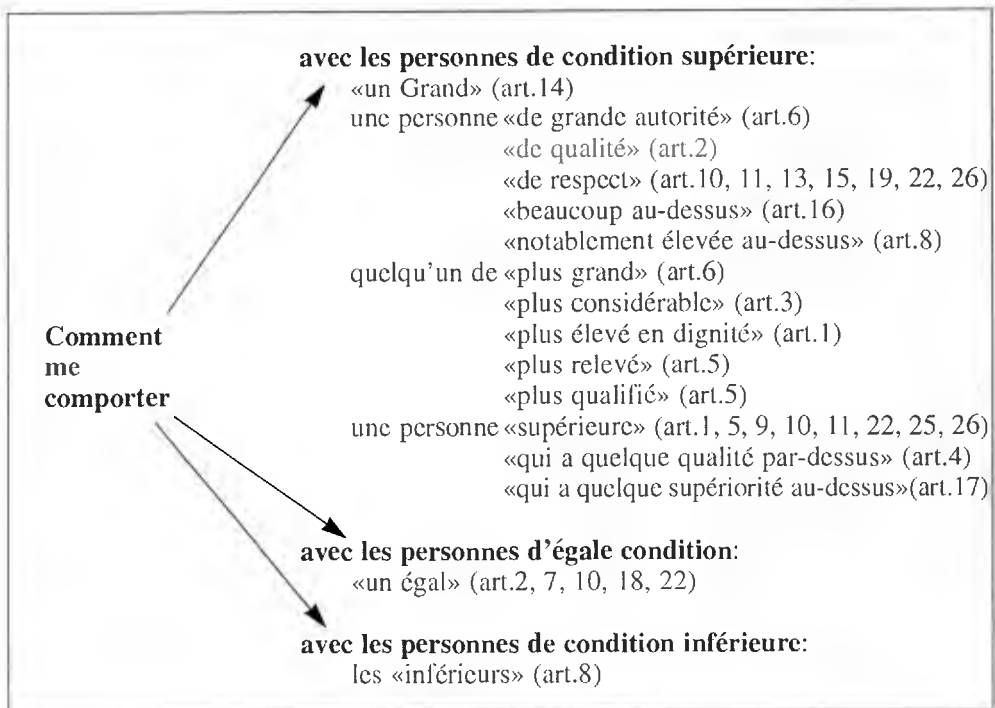 avec les personnes de condition supérieure:
«un Grand» (art.14)
une personne «de grande autorité» (art.6)
«de qualité» (art.2)
«de respect» (art.10, 11, 13, 15, 19, 22, 26)
«beaucoup au-dessus» (art.16)
«notablement élevée au-dessus» (art.8)
quelqu'un de «plus grand» (art.6)
«plus considérable» (art.3)
«plus élevé en dignité» (art.1)
«plus relevé» (art.5)
«plus qualifié» (art.5)
une personne «supérieure» (art.1, 5, 9, 10, 11, 22, 25, 26)
«qui a quelque qualité par-dessus» (art.4)
«qui a quelque supériorité au-dessus»(art.17)
Comment
me
comporter
avec les personnes d'égale condition:
«un égal» (art.2, 7, 10, 18, 22)
avec les personnes de condition inférieure:
les «inférieurs» (art.8)